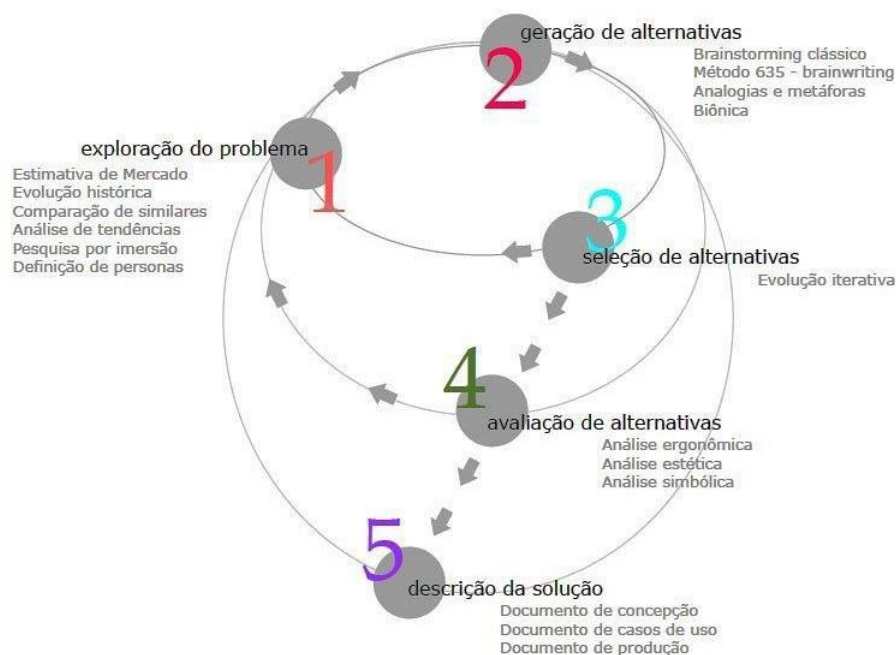 geração de alternativas
2
Brainstorming clássico
Método 635 - brainwriting
Analogias e metáforas
Biônica
exploração do problema
1
Estimativa de Mercado
Evolução histórica
Comparação de similares
Análise de tendências
Pesquisa por imersão
Definição de personas
3
seleção de alternativas
Evolução iterativa
4
avaliação de alternativas
Análise ergonômica
Análise estética
Análise simbólica
5
descrição da solução
Documento de concepção
Documento de casos de uso
Documento de produção